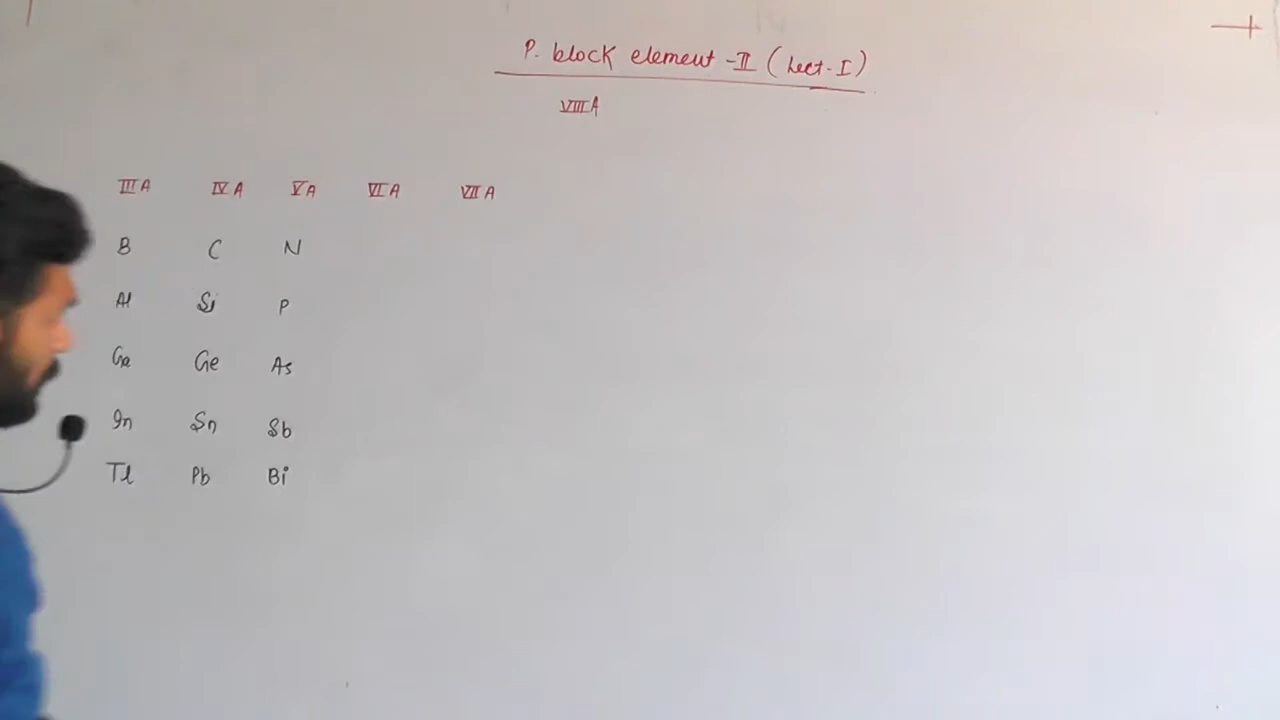 P. block element -II (Lect-I)
VIII A
III A IV A V A VI A VII A
B C N
Al Si P
Ga Ge As
In Sn Sb
Tl Pb Bi